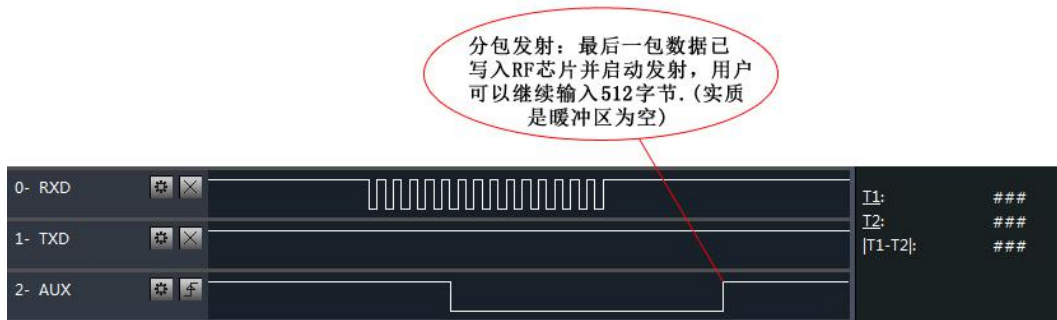 分包发射：最后一包数据已
写入RF芯片并启动发射，用户
可以继续输入512字节.(实质
是暖冲区为空)
0- RXD
T1: ###
1- TXD
T2: ###
|T1-T2|: ###
2- AUX